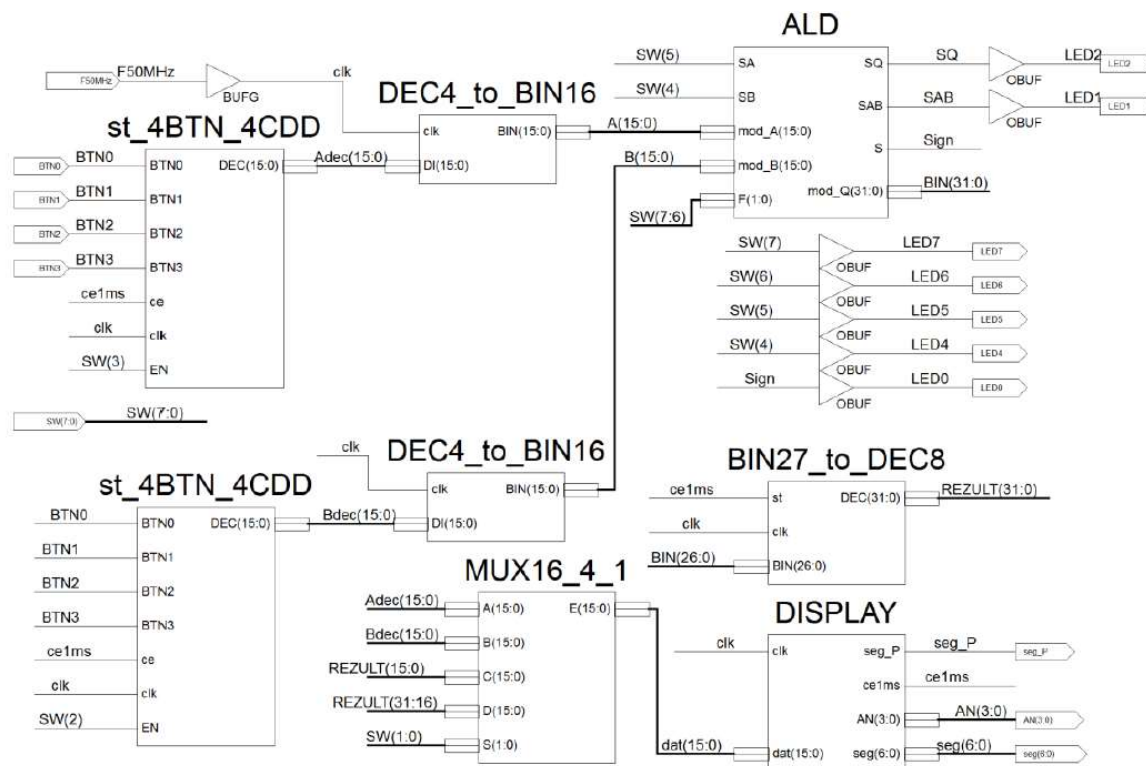 ALD
F50MHz
F50MHz
BUFG
clk
SW(5)
SA
SQ
SQ
OBUF
LED2
LED2
SW(4)
SB
SAB
SAB
OBUF
LED1
LED1
DEC4_to_BIN16
clk
BIN(15:0)
A(15:0)
mod_A(15:0)
S
Sign
DI(15:0)
B(15:0)
mod_B(15:0)
mod_Q(31:0)
BIN(31:0)
SW(7:6)
F(1:0)
st_4BTN_4CDD
BTN0
BTN0
BTN0
DEC(15:0)
Adec(15:0)
BTN1
BTN1
BTN1
BTN2
BTN2
BTN2
BTN3
BTN3
BTN3
ce1ms
ce
clk
clk
SW(3)
EN
SW(7:0)
SW(7:0)
SW(7)
OBUF
LED7
LED7
SW(6)
OBUF
LED6
LED6
SW(5)
OBUF
LED5
LED5
SW(4)
OBUF
LED4
LED4
Sign
OBUF
LED0
LED0
DEC4_to_BIN16
clk
clk
BIN(15:0)
Bdec(15:0)
DI(15:0)
st_4BTN_4CDD
BTN0
BTN0
DEC(15:0)
BTN1
BTN1
BTN2
BTN2
BTN3
BTN3
ce1ms
ce
clk
clk
SW(2)
EN
BIN27_to_DEC8
ce1ms
st
DEC(31:0)
REZULT(31:0)
clk
clk
BIN(26:0)
BIN(26:0)
MUX16_4_1
Adec(15:0)
A(15:0)
E(15:0)
Bdec(15:0)
B(15:0)
REZULT(15:0)
C(15:0)
REZULT(31:16)
D(15:0)
SW(1:0)
S(1:0)
DISPLAY
clk
clk
seg_P
seg_P
seg_P
ce1ms
ce1ms
AN(3:0)
AN(3:0)
AN(3:0)
dat(15:0)
dat(15:0)
seg(6:0)
seg(6:0)
seg(6:0)